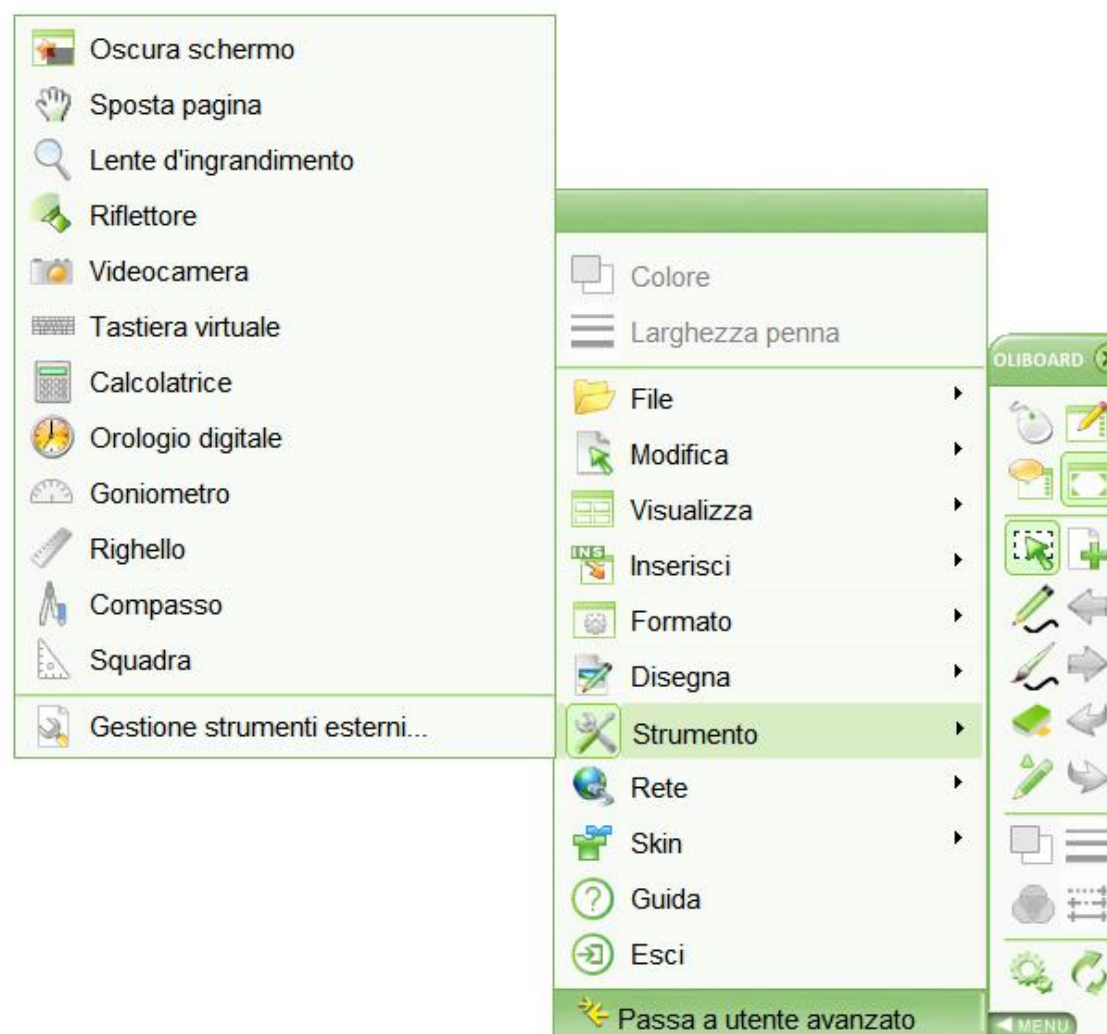 Oscura schermo
Sposta pagina
Lente d'ingrandimento
Riflettore
Videocamera
Tastiera virtuale
Calcolatrice
Orologio digitale
Goniometro
Righello
Compasso
Squadra
Gestione strumenti esterni...
Colore
Larghezza penna
File
Modifica
Visualizza
INS
Inserisci
Formato
Disegna
Strumento
Rete
Skin
Guida
Esci
Passa a utente avanzato
OLIBOARD
MENU